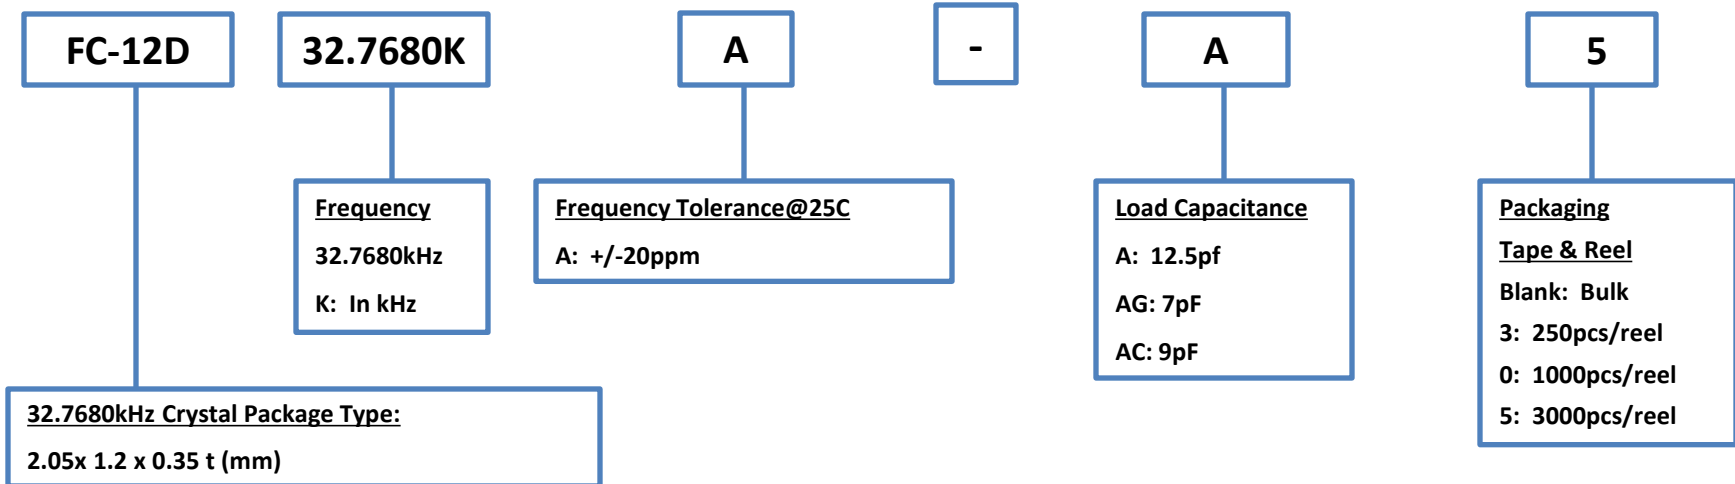 FC-12D 32.7680K A - A 5
Frequency
32.7680kHz
K: In kHz
Frequency Tolerance@25C
A: +/-20ppm
Load Capacitance
A: 12.5pf
AG: 7pF
AC: 9pF
Packaging
Tape & Reel
Blank: Bulk
3: 250pcs/reel
0: 1000pcs/reel
5: 3000pcs/reel
32.7680kHz Crystal Package Type:
2.05x 1.2 x 0.35 t (mm)